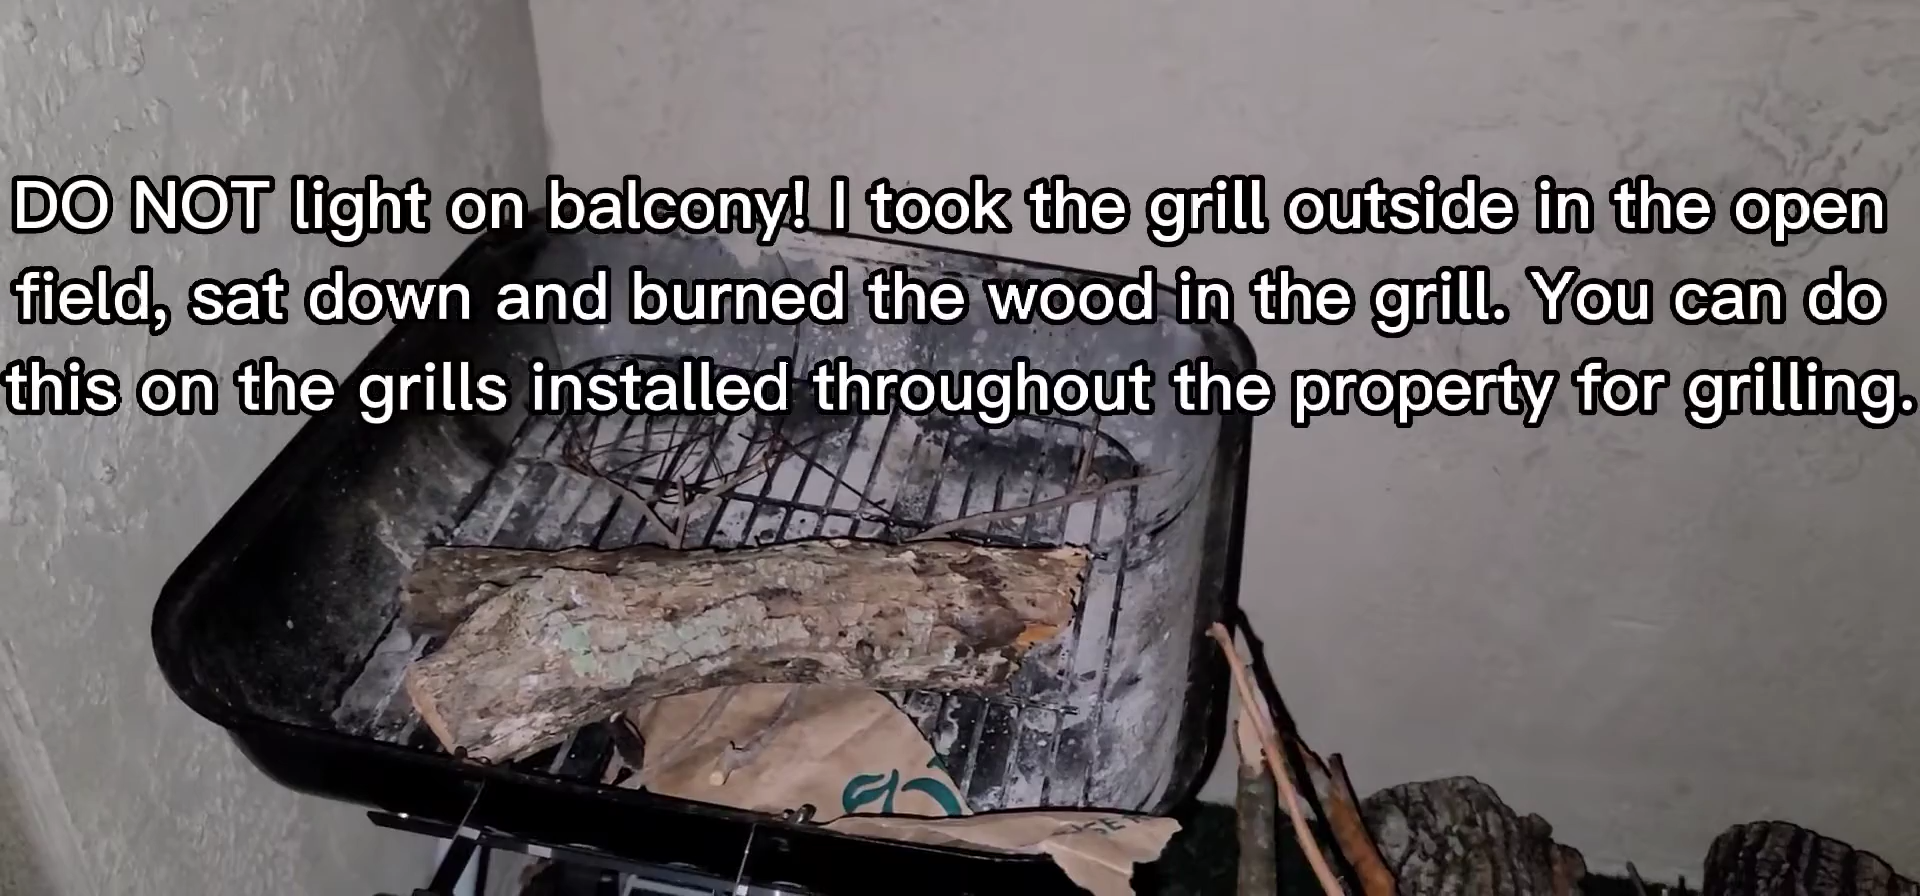 DO NOT light on balcony! I took the grill outside in the open
field, sat down and burned the wood in the grill. You can do
this on the grills installed throughout the property for grilling.